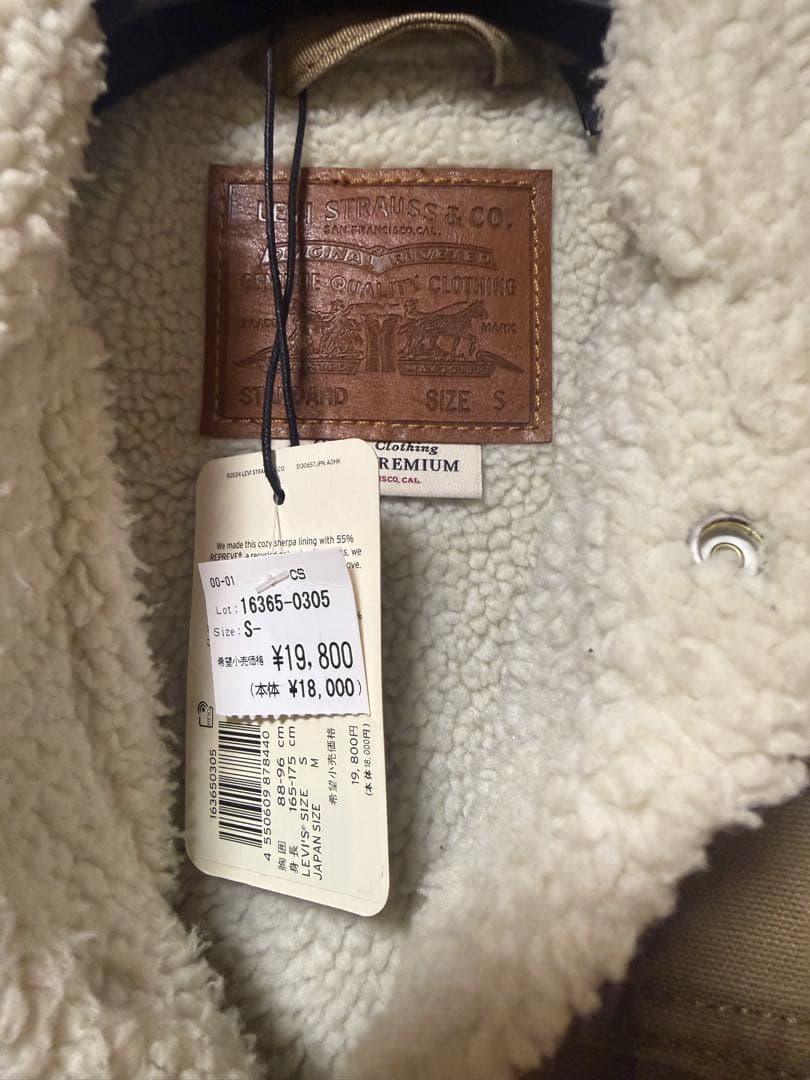 LEVI STRAUSS & CO.
SAN FRANCISCO, CAL.
ORIGINAL RIVETED
GENUINE QUALITY CLOTHING
TRADE MARK
STANDARD SIZE S
Clothing
PREMIUM
CISCO, CAL.
©2024 LEVI STRAUSS & CO.
We made this cozy sherpa lining with 55%
REPREVE®
we
00-01 CS
Lot: 16365-0305
Size: S-
希望小売価格 ¥19,800
(本体 ¥18,000)
163650305
4 550609 878440
胸囲 88-96 cm
身長 165-175 cm
LEVI'S® SIZE S
JAPAN SIZE M
希望小売価格
19,800円
(本体 18,000円)